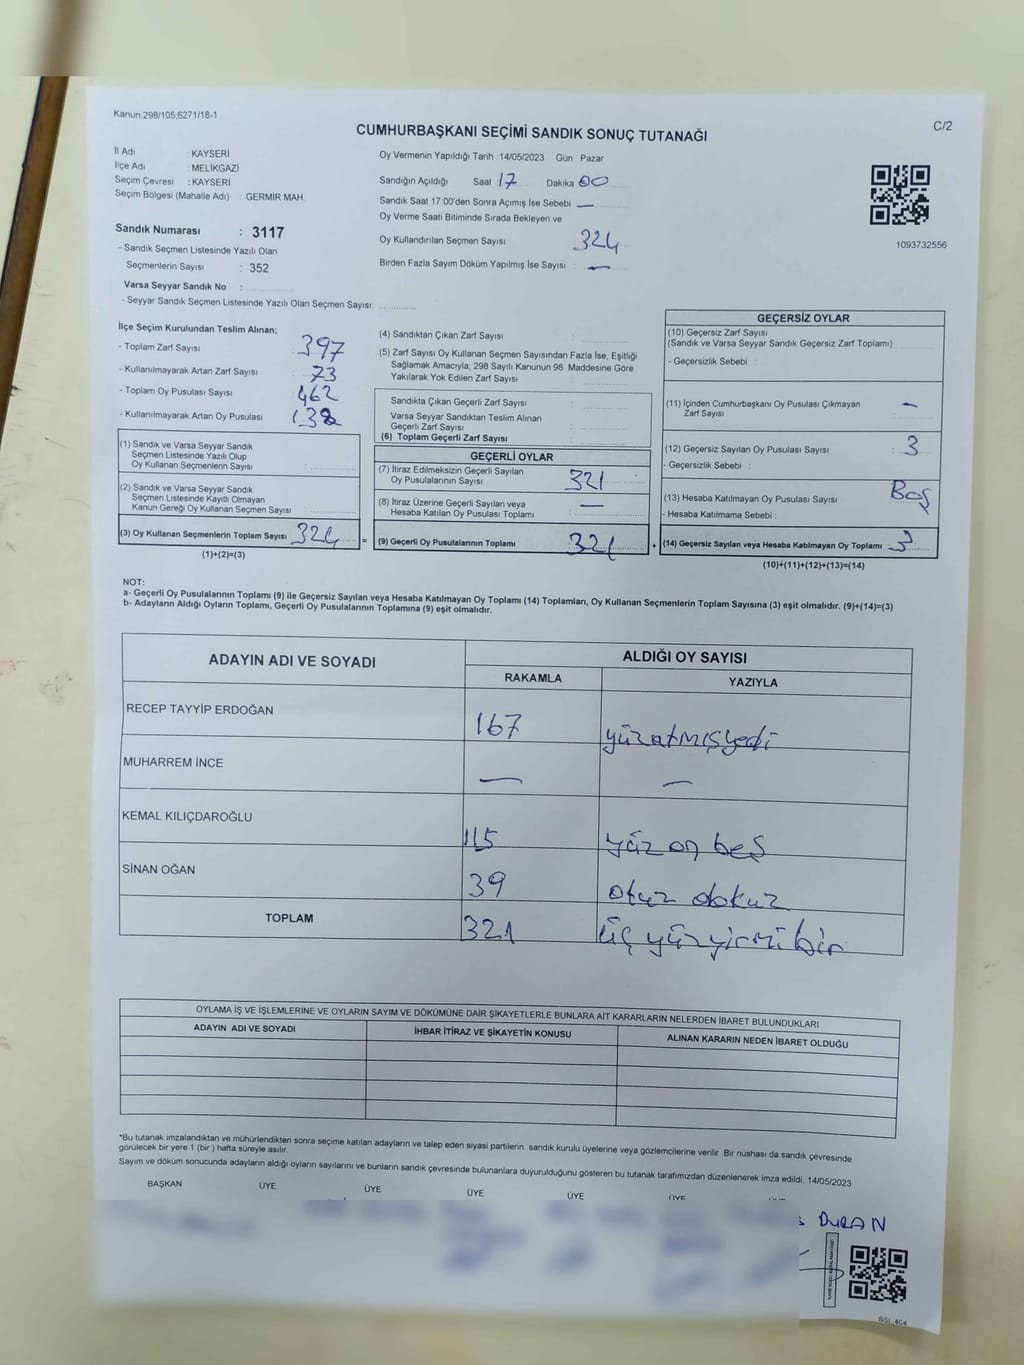 Kanun;298/105;6271/18-1
C/2
CUMHURBAŞKANI SEÇİMİ SANDIK SONUÇ TUTANAĞI
İl Adı : KAYSERİ
İlçe Adı : MELİKGAZİ
Seçim Çevresi : KAYSERİ
Seçim Bölgesi (Mahalle Adı) : GERMİR MAH.
Sandık Numarası : 3117
- Sandık Seçmen Listesinde Yazılı Olan
Seçmenlerin Sayısı : 352
Varsa Seyyar Sandık No :
- Seyyar Sandık Seçmen Listesinde Yazılı Olan Seçmen Sayısı:
Oy Vermenin Yapıldığı Tarih : 14/05/2023 Gün : Pazar
Sandığın Açıldığı Saat 17 Dakika 00
Sandık Saat 17:00'den Sonra Açımış İse Sebebi —
Oy Verme Saati Bitiminde Sırada Bekleyen ve
Oy Kullandırılan Seçmen Sayısı : 324
Birden Fazla Sayım Döküm Yapılmış İse Sayısı : —
1093732556
İlçe Seçim Kurulundan Teslim Alınan;
- Toplam Zarf Sayısı : 397
- Kullanılmayarak Artan Zarf Sayısı : 73
- Toplam Oy Pusulası Sayısı : 462
- Kullanılmayarak Artan Oy Pusulası : 138
(1) Sandık ve Varsa Seyyar Sandık
Seçmen Listesinde Yazılı Olup
Oy Kullanan Seçmenlerin Sayısı :
(2) Sandık ve Varsa Seyyar Sandık
Seçmen Listesinde Kayıtlı Olmayan
Kanun Gereği Oy Kullanan Seçmen Sayısı :
(3) Oy Kullanan Seçmenlerin Toplam Sayısı : 324 =
(1)+(2)=(3)
(4) Sandıktan Çıkan Zarf Sayısı :
(5) Zarf Sayısı Oy Kullanan Seçmen Sayısından Fazla İse, Eşitliği
Sağlamak Amacıyla; 298 Sayılı Kanunun 98. Maddesine Göre
Yakılarak Yok Edilen Zarf Sayısı :
Sandıkta Çıkan Geçerli Zarf Sayısı :
Varsa Seyyar Sandıktan Teslim Alınan
Geçerli Zarf Sayısı :
(6) Toplam Geçerli Zarf Sayısı :
GEÇERLİ OYLAR
(7) İtiraz Edilmeksizin Geçerli Sayılan
Oy Pusulalarının Sayısı : 321
(8) İtiraz Üzerine Geçerli Sayılan veya
Hesaba Katılan Oy Pusulası Toplamı : —
(9) Geçerli Oy Pusulalarının Toplamı : 321 +
GEÇERSİZ OYLAR
(10) Geçersiz Zarf Sayısı
(Sandık ve Varsa Seyyar Sandık Geçersiz Zarf Toplamı) :
- Geçersizlik Sebebi :
(11) İçinden Cumhurbaşkanı Oy Pusulası Çıkmayan
Zarf Sayısı : —
(12) Geçersiz Sayılan Oy Pusulası Sayısı : 3
- Geçersizlik Sebebi :
(13) Hesaba Katılmayan Oy Pusulası Sayısı : Boş
- Hesaba Katılmama Sebebi :
(14) Geçersiz Sayılan veya Hesaba Katılmayan Oy Toplamı : 3
(10)+(11)+(12)+(13)=(14)
NOT:
a- Geçerli Oy Pusulalarının Toplamı (9) ile Geçersiz Sayılan veya Hesaba Katılmayan Oy Toplamı (14) Toplamları, Oy Kullanan Seçmenlerin Toplam Sayısına (3) eşit olmalıdır. (9)+(14)=(3)
b- Adayların Aldığı Oyların Toplamı, Geçerli Oy Pusulalarının Toplamına (9) eşit olmalıdır.
ADAYIN ADI VE SOYADI
ALDIĞI OY SAYISI
RAKAMLA YAZIYLA
RECEP TAYYİP ERDOĞAN 167 yüzatmışyedi
MUHARREM İNCE — —
KEMAL KILIÇDAROĞLU 115 yüz on beş
SİNAN OĞAN 39 otuz dokuz
TOPLAM 321 üç yüz yirmi bir
OYLAMA İŞ VE İŞLEMLERİNE VE OYLARIN SAYIM VE DÖKÜMÜNE DAİR ŞİKAYETLERLE BUNLARA AİT KARARLARIN NELERDEN İBARET BULUNDUKLARI
ADAYIN ADI VE SOYADI İHBAR İTİRAZ VE ŞİKAYETİN KONUSU ALINAN KARARIN NEDEN İBARET OLDUĞU
*Bu tutanak imzalandıktan ve mühürlendikten sonra seçime katılan adayların ve talep eden siyasi partilerin sandık kurulu üyelerine veya gözlemcilerine verilir. Bir nüshası da sandık çevresinde
görülecek bir yere 1 (bir) hafta süreyle asılır.
Sayım ve döküm sonucunda adayların aldığı oyların sayılarını ve bunların sandık çevresinde bulunanlara duyurulduğunu gösteren bu tutanak tarafımızdan düzenlenerek imza edildi. 14/05/2023
BAŞKAN ÜYE ÜYE ÜYE ÜYE ÜYE
DURAN